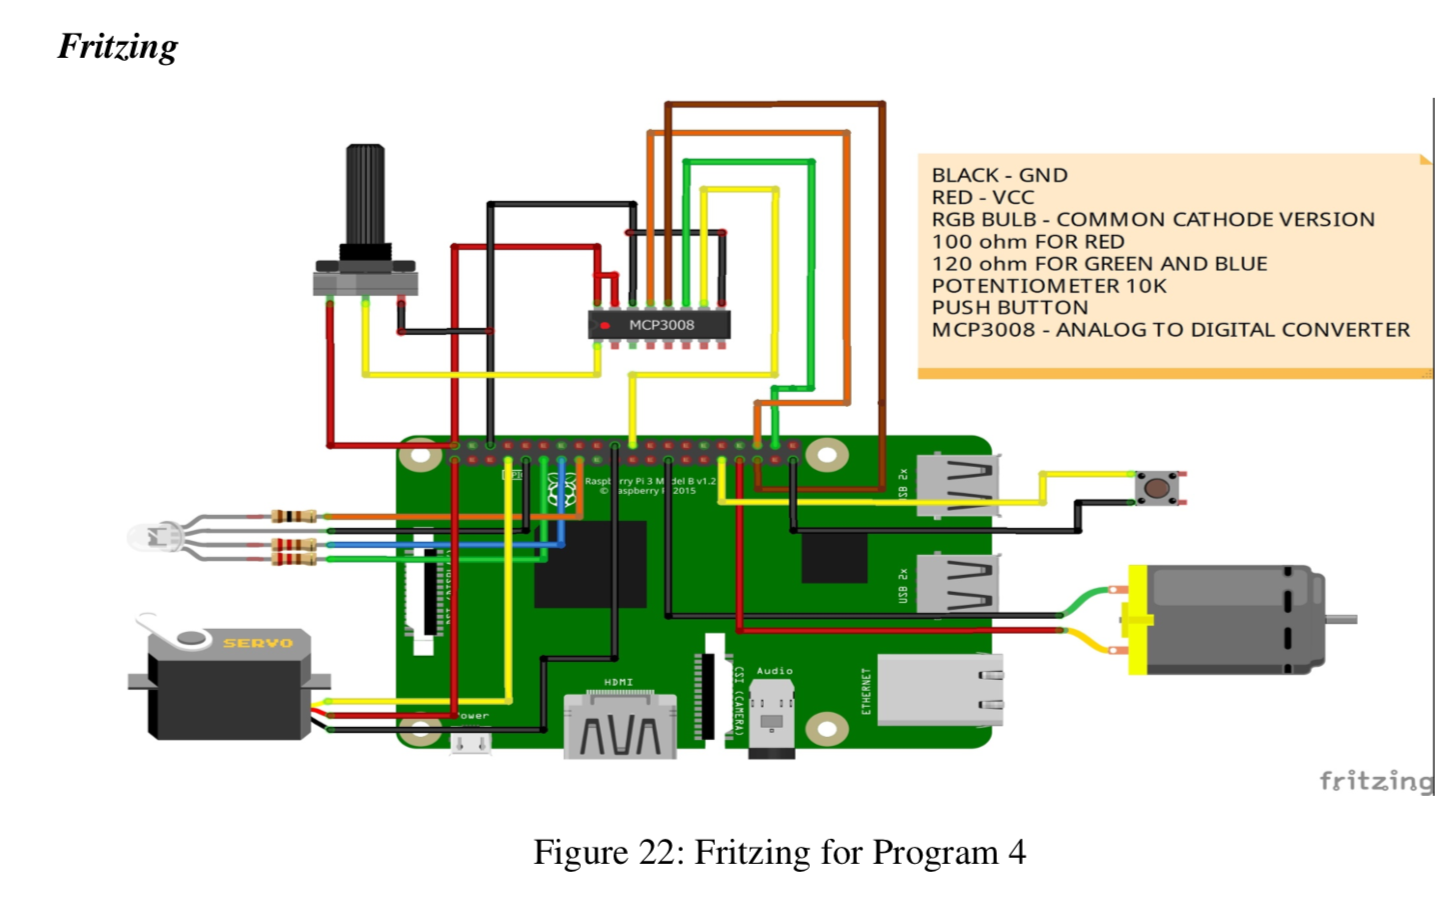 Fritzing
BLACK - GND
RED - VCC
RGB BULB - COMMON CATHODE VERSION
100 ohm FOR RED
120 ohm FOR GREEN AND BLUE
POTENTIOMETER 10K
PUSH BUTTON
MCP3008 - ANALOG TO DIGITAL CONVERTER
MCP3008
Raspberry Pi 3 Model B v1.2
© Raspberry Pi 2015
USB 2x
USB 2x
SERVO
HDMI
Audio
CSI (CAMERA)
ETHERNET
Power
fritzing
Figure 22: Fritzing for Program 4